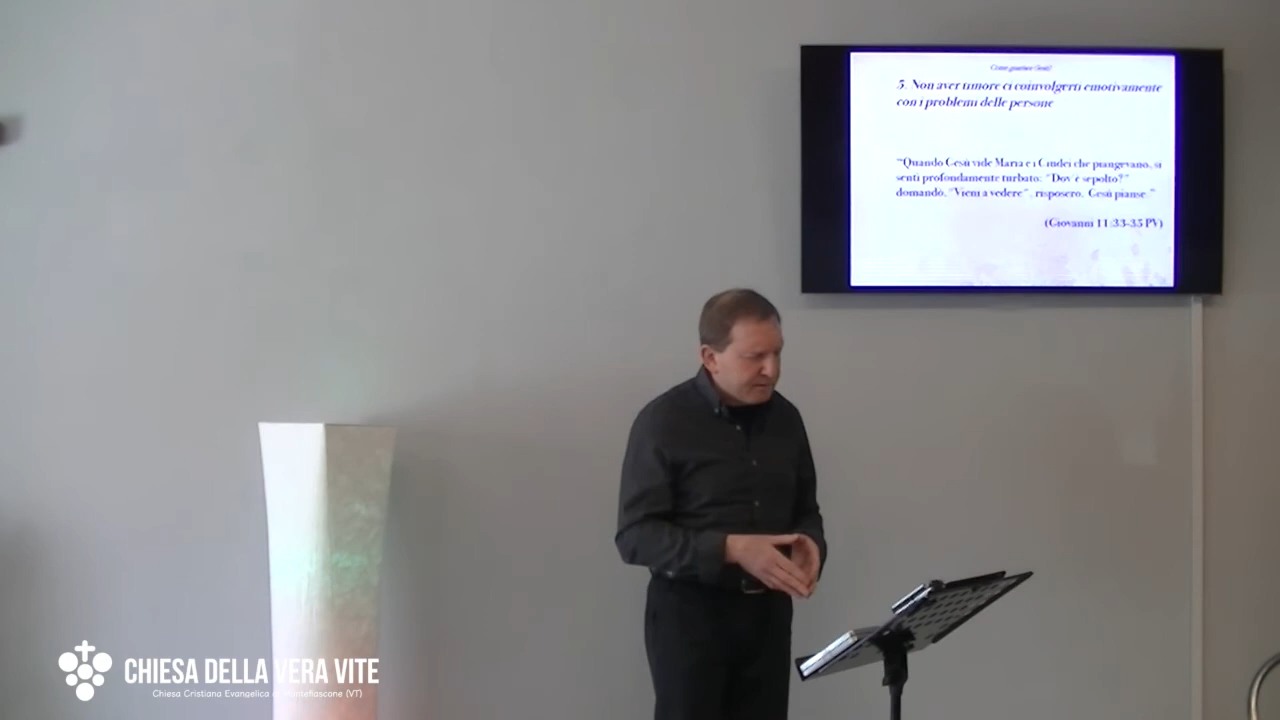 Come guariva Gesù?
5. Non aver timore di coinvolgerti emotivamente
con i problemi delle persone
"Quando Gesù vide Maria e i Giudei che piangevano, si
sentì profondamente turbato: "Dov'è sepolto?"
domandò. "Vieni a vedere", risposero. Gesù pianse."
(Giovanni 11:33-35 PV)
CHIESA DELLA VERA VITE
Chiesa Cristiana Evangelica di Montefiascone (VT)